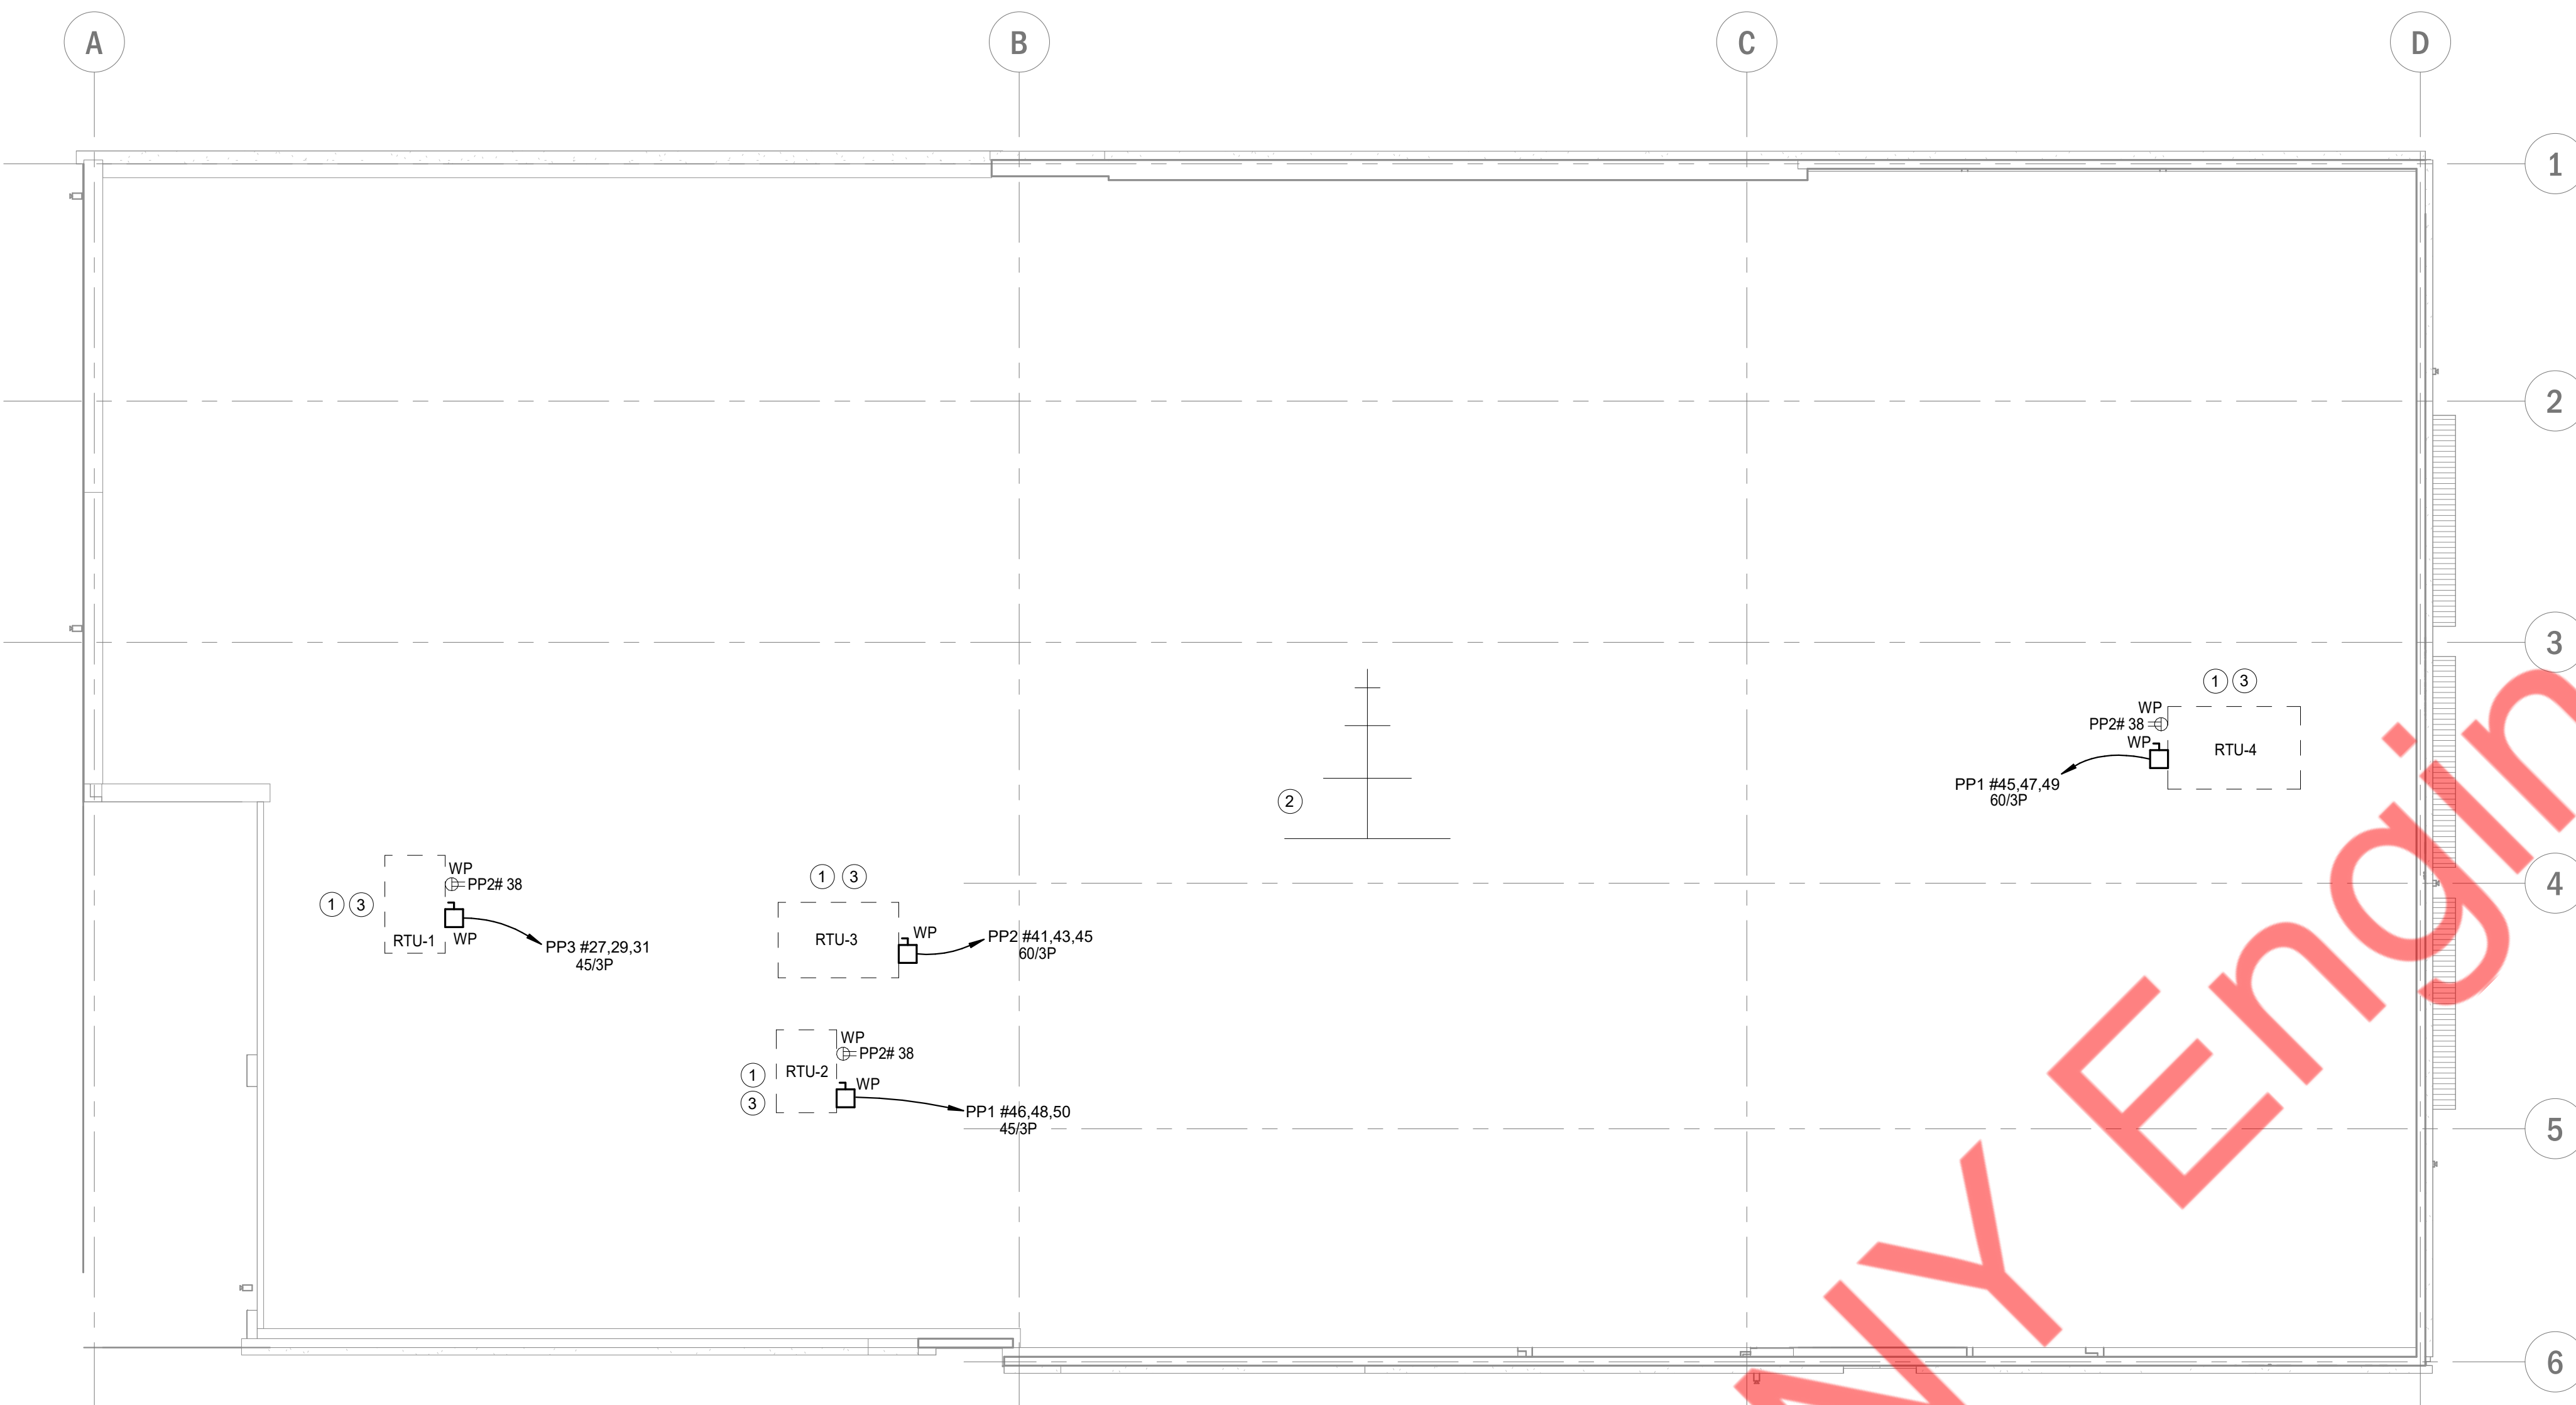 A
B
C
D
1
2
3
1 3
WP
PP2# 38
WP
RTU-4
PP1 #45,47,49
60/3P
2
WP
PP2# 38
1 3
RTU-1
WP
PP3 #27,29,31
45/3P
1 3
RTU-3
WP
PP2 #41,43,45
60/3P
4
WP
PP2# 38
1
RTU-2
3
WP
PP1 #46,48,50
45/3P
5
6
WY Engin